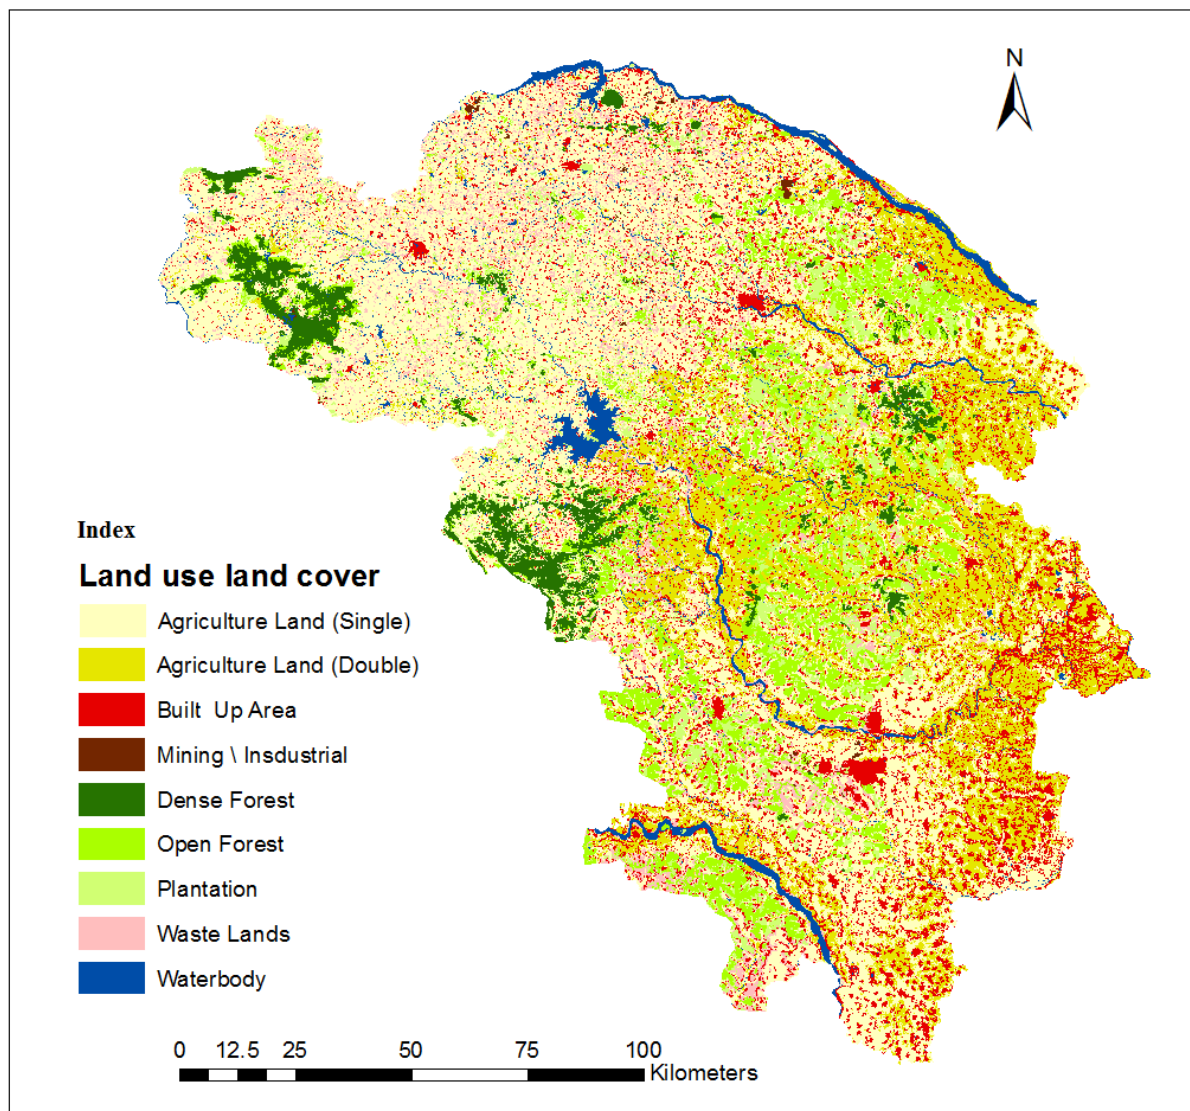 N
Index
Land use land cover
Agriculture Land (Single)
Agriculture Land (Double)
Built Up Area
Mining \ Insdustrial
Dense Forest
Open Forest
Plantation
Waste Lands
Waterbody
0 12.5 25 50 75 100
Kilometers